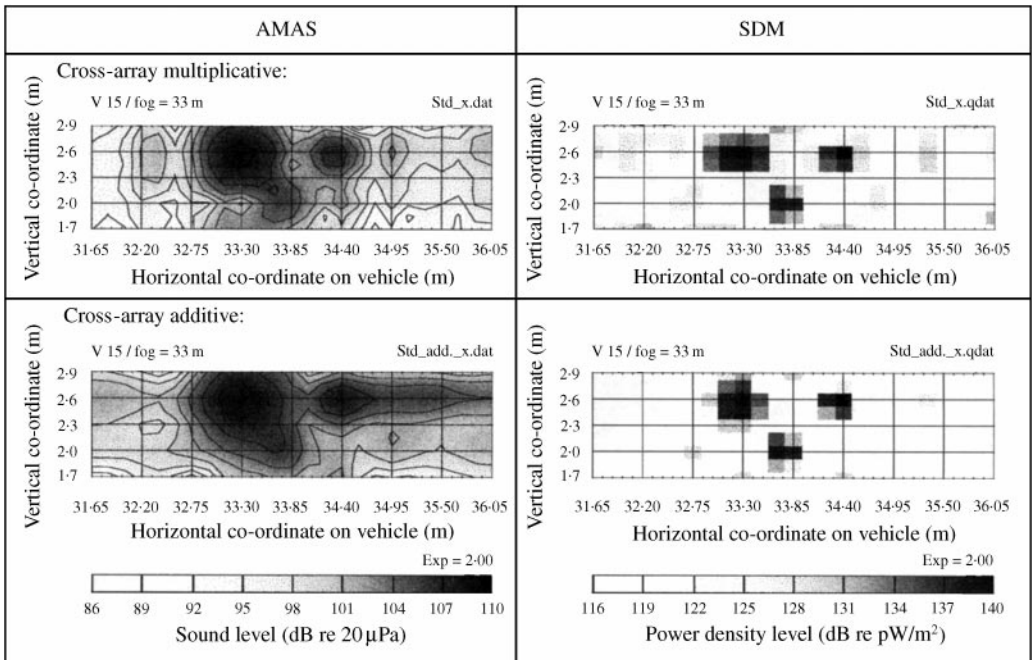 AMAS
SDM
Cross-array multiplicative:
V 15 / fog = 33 m
Std_x.dat
Vertical co-ordinate (m)
2·9
2·6
2·3
2·0
1·7
31·65 32·20 32·75 33·30 33·85 34·40 34·95 35·50 36·05
Horizontal co-ordinate on vehicle (m)
V 15 / fog = 33 m
Std_x.qdat
Vertical co-ordinate (m)
2·9
2·6
2·3
2·0
1·7
31·65 32·20 32·75 33·30 33·85 34·40 34·95 35·50 36·05
Horizontal co-ordinate on vehicle (m)
Cross-array additive:
V 15 / fog = 33 m
Std_add._x.dat
Vertical co-ordinate (m)
2·9
2·6
2·3
2·0
1·7
31·65 32·20 32·75 33·30 33·85 34·40 34·95 35·50 36·05
Horizontal co-ordinate on vehicle (m)
Exp = 2·00
86 89 92 95 98 101 104 107 110
Sound level (dB re 20 μPa)
V 15 / fog = 33 m
Std_add._x.qdat
Vertical co-ordinate (m)
2·9
2·6
2·3
2·0
1·7
31·65 32·20 32·75 33·30 33·85 34·40 34·95 35·50 36·05
Horizontal co-ordinate on vehicle (m)
Exp = 2·00
116 119 122 125 128 131 134 137 140
Power density level (dB re pW/m²)